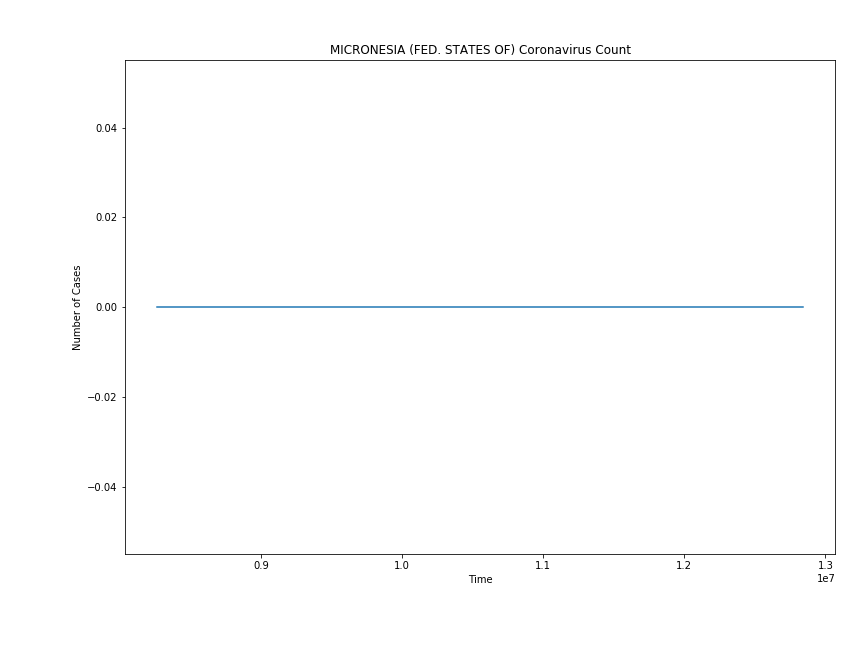 MICRONESIA (FED. STATES OF) Coronavirus Count
Number of Cases
0.04
0.02
0.00
−0.02
−0.04
0.9
1.0
1.1
1.2
1.3
1e7
Time